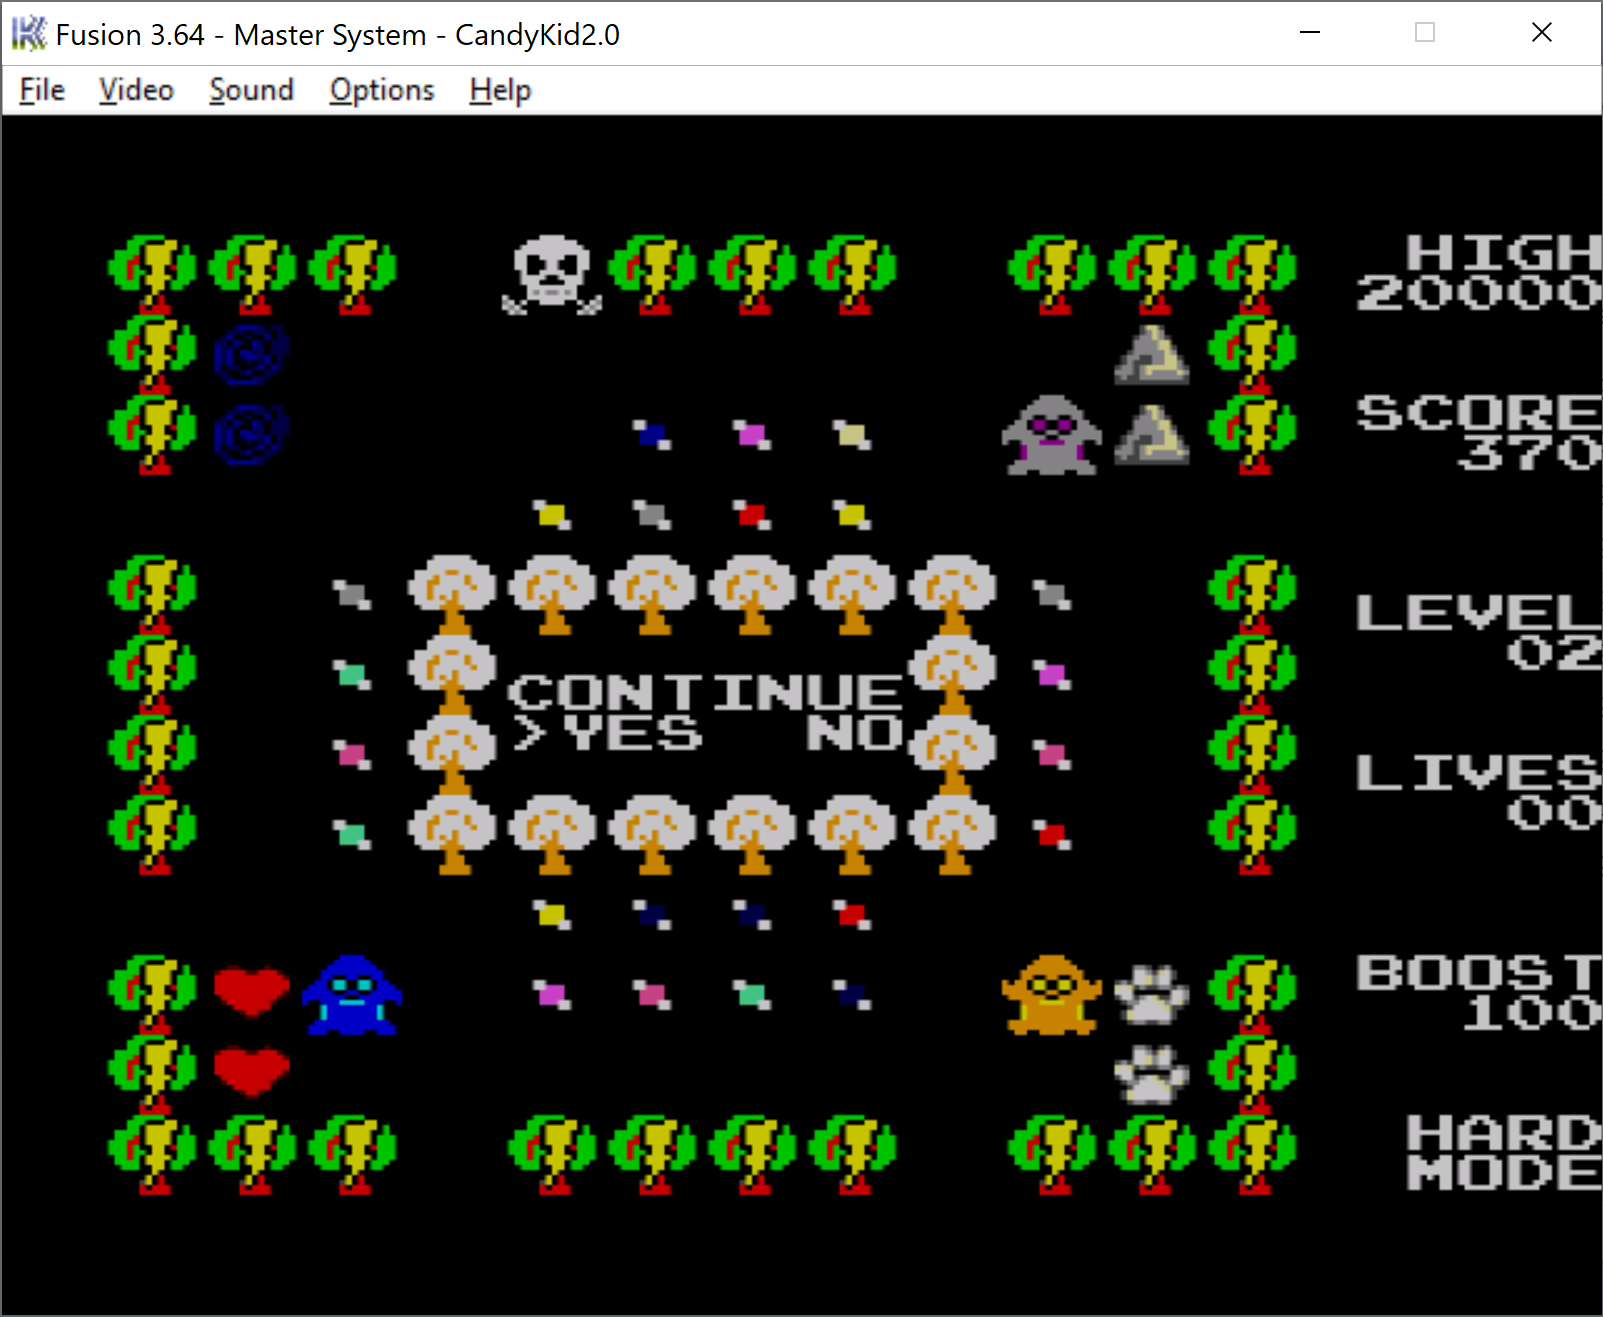 Fusion 3.64 - Master System - CandyKid2.0
File Video Sound Options Help
HIGH
20000
SCORE
370
LEVEL
02
CONTINUE
>YES NO
LIVES
00
BOOST
100
HARD
MODE